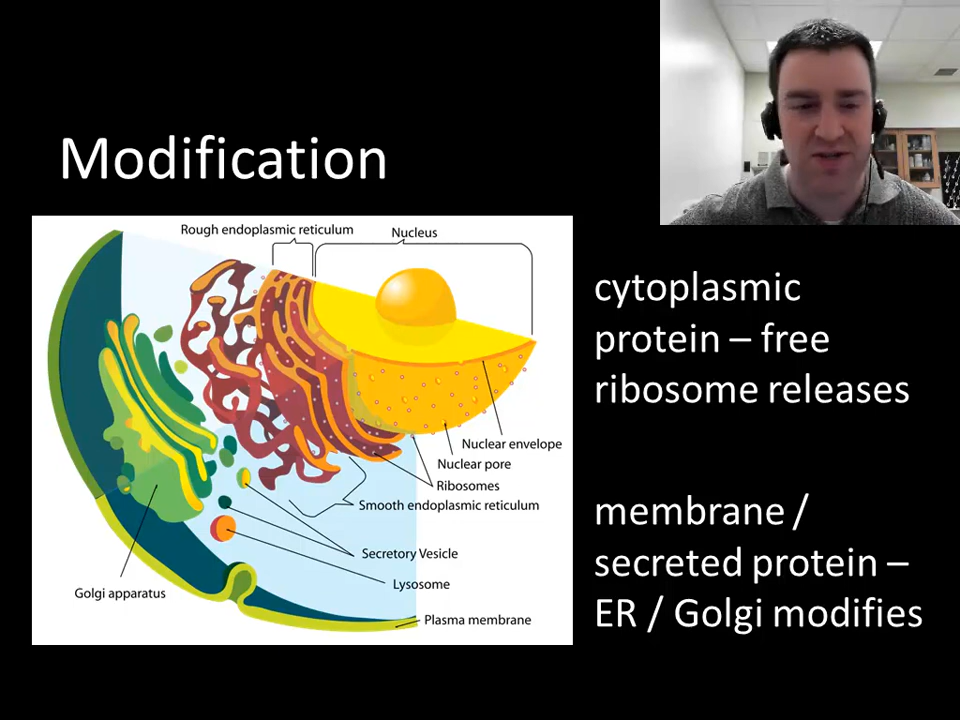 Modification
Rough endoplasmic reticulum
Nucleus
Nuclear envelope
Nuclear pore
Ribosomes
Smooth endoplasmic reticulum
Secretory Vesicle
Lysosome
Golgi apparatus
Plasma membrane
cytoplasmic
protein – free
ribosome releases
membrane /
secreted protein –
ER / Golgi modifies